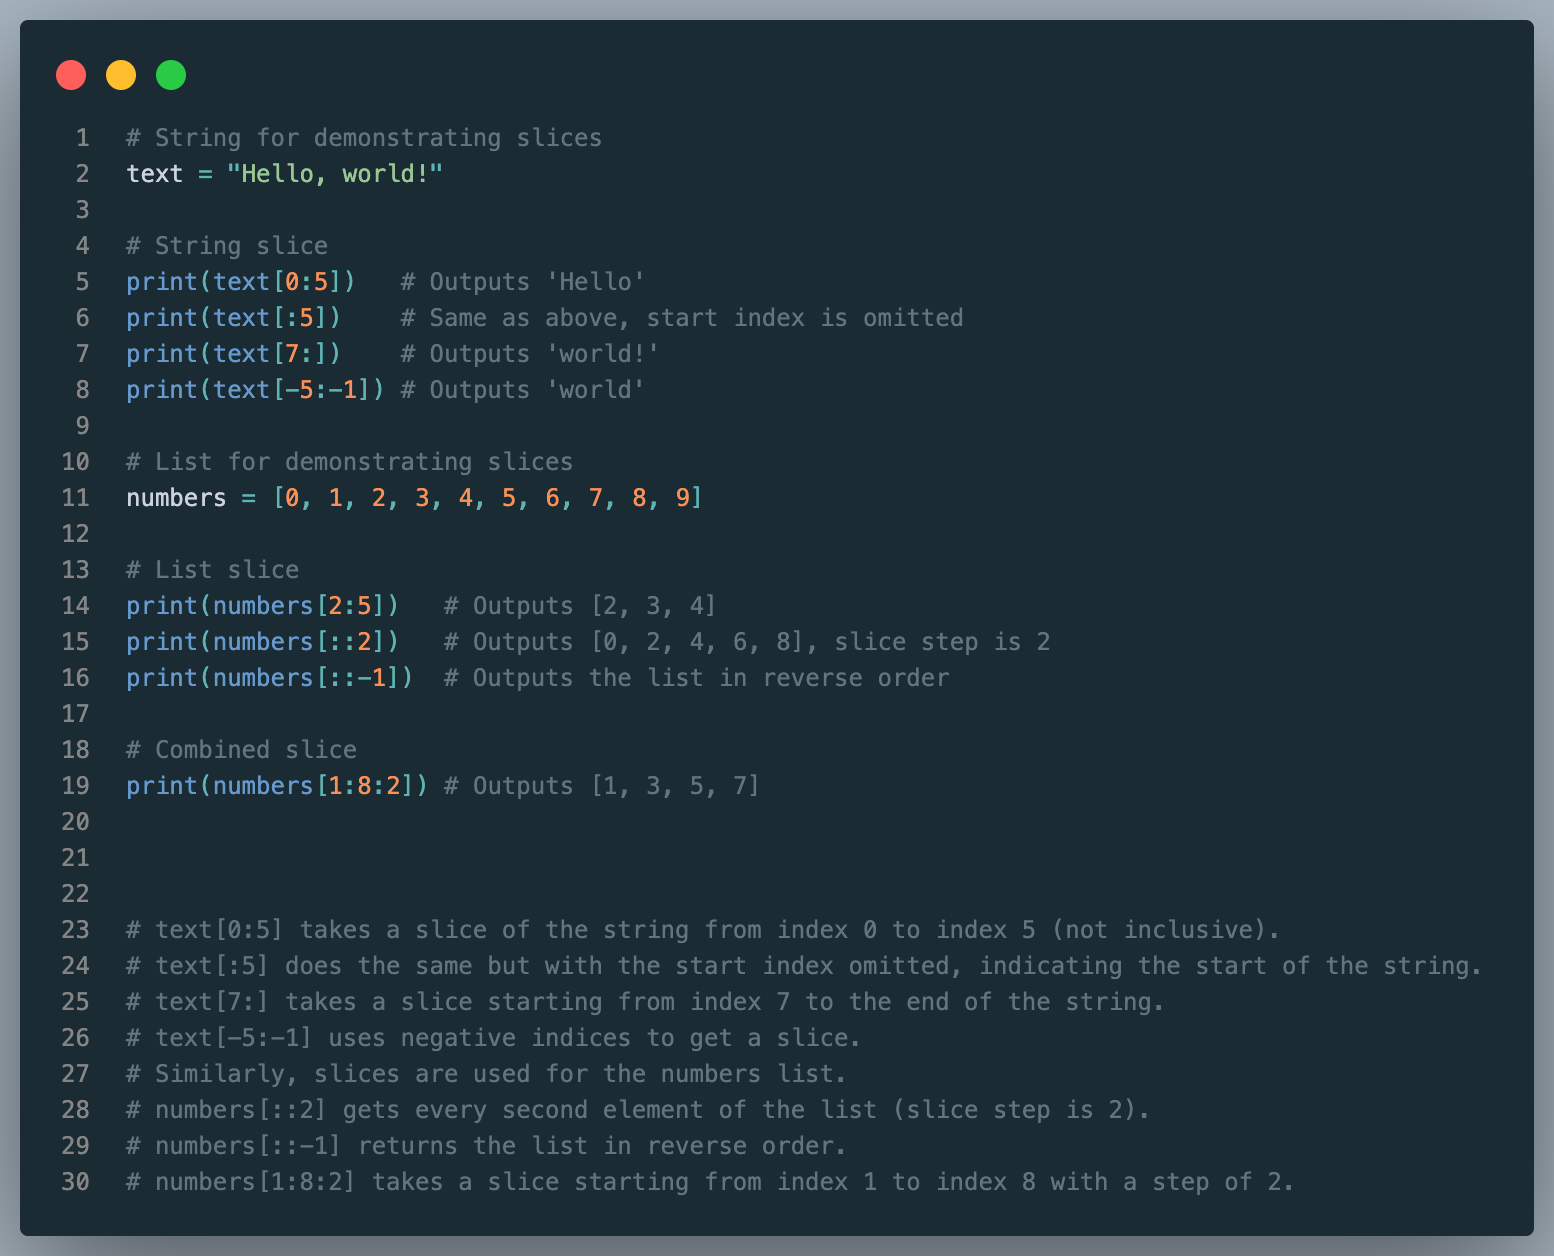 1 # String for demonstrating slices
2 text = "Hello, world!"
3
4 # String slice
5 print(text[0:5])   # Outputs 'Hello'
6 print(text[:5])    # Same as above, start index is omitted
7 print(text[7:])    # Outputs 'world!'
8 print(text[-5:-1]) # Outputs 'world'
9
10 # List for demonstrating slices
11 numbers = [0, 1, 2, 3, 4, 5, 6, 7, 8, 9]
12
13 # List slice
14 print(numbers[2:5])   # Outputs [2, 3, 4]
15 print(numbers[::2])   # Outputs [0, 2, 4, 6, 8], slice step is 2
16 print(numbers[::-1])  # Outputs the list in reverse order
17
18 # Combined slice
19 print(numbers[1:8:2]) # Outputs [1, 3, 5, 7]
20
21
22
23 # text[0:5] takes a slice of the string from index 0 to index 5 (not inclusive).
24 # text[:5] does the same but with the start index omitted, indicating the start of the string.
25 # text[7:] takes a slice starting from index 7 to the end of the string.
26 # text[-5:-1] uses negative indices to get a slice.
27 # Similarly, slices are used for the numbers list.
28 # numbers[::2] gets every second element of the list (slice step is 2).
29 # numbers[::-1] returns the list in reverse order.
30 # numbers[1:8:2] takes a slice starting from index 1 to index 8 with a step of 2.